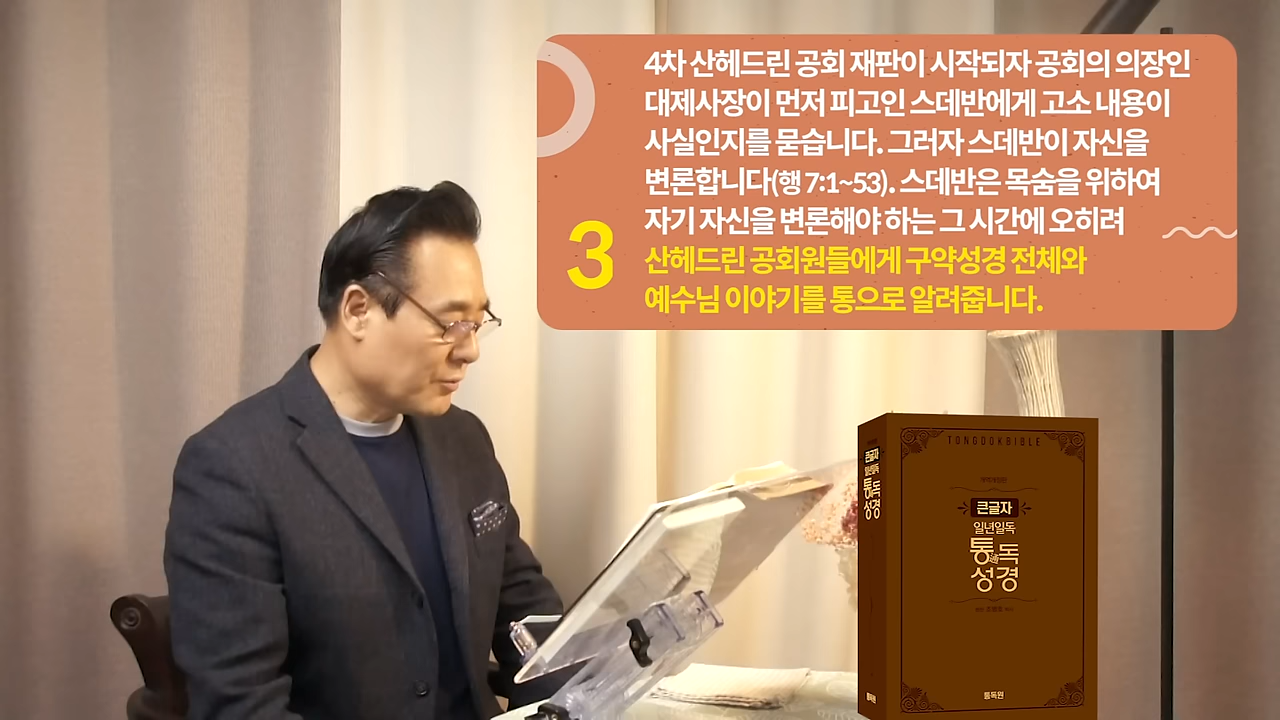 4차 산헤드린 공회 재판이 시작되자 공회의 의장인
대제사장이 먼저 피고인 스데반에게 고소 내용이
사실인지를 묻습니다. 그러자 스데반이 자신을
변론합니다(행 7:1~53). 스데반은 목숨을 위하여
자기 자신을 변론해야 하는 그 시간에 오히려
3
산헤드린 공회원들에게 구약성경 전체와
예수님 이야기를 통으로 알려줍니다.
TONGDOKBIBLE
큰글자
일년일독
통독
성경
통독원
큰글자
일년일독
통독
성경
통독원